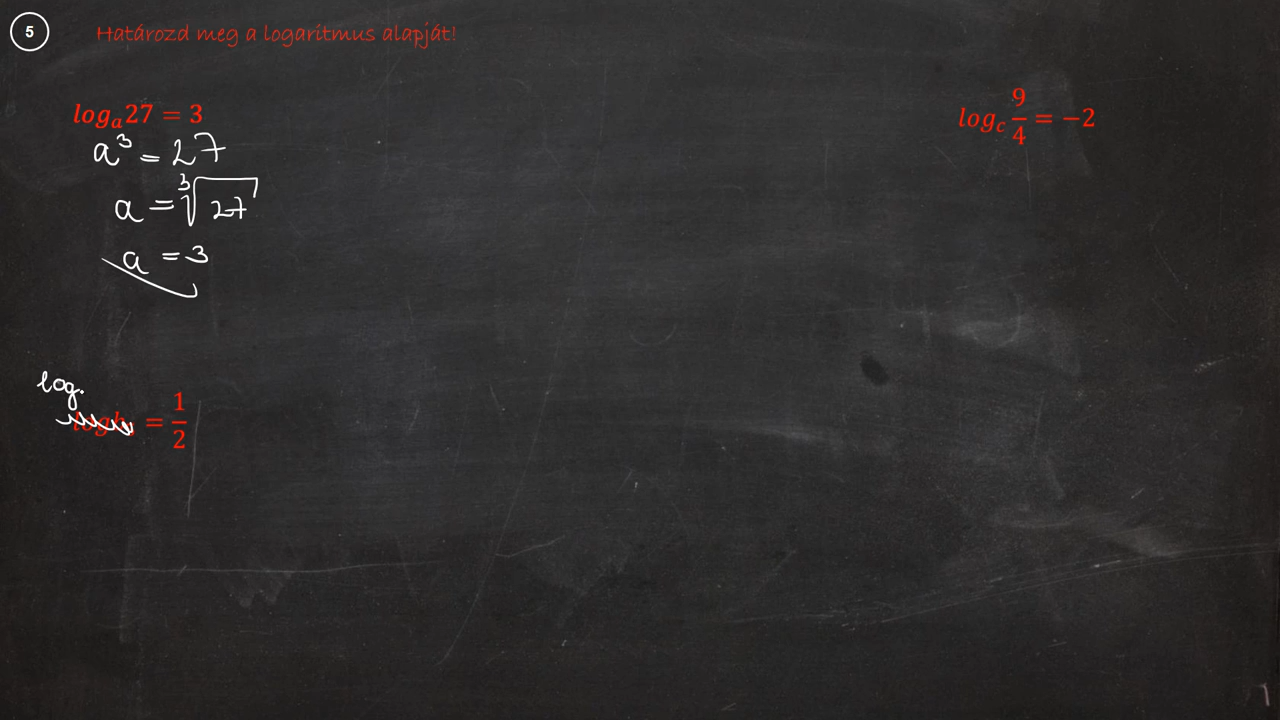 5
Határozd meg a logaritmus alapját!
log_a 27 = 3
a³ = 27
a = ∛27
a = 3
log_c 9/4 = −2
log
= 1/2